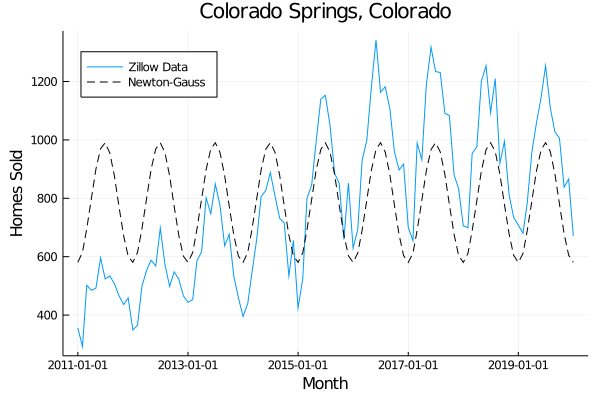 Colorado Springs, Colorado
Zillow Data
Newton-Gauss
Homes Sold
1200
1000
800
600
400
2011-01-01 2013-01-01 2015-01-01 2017-01-01 2019-01-01
Month